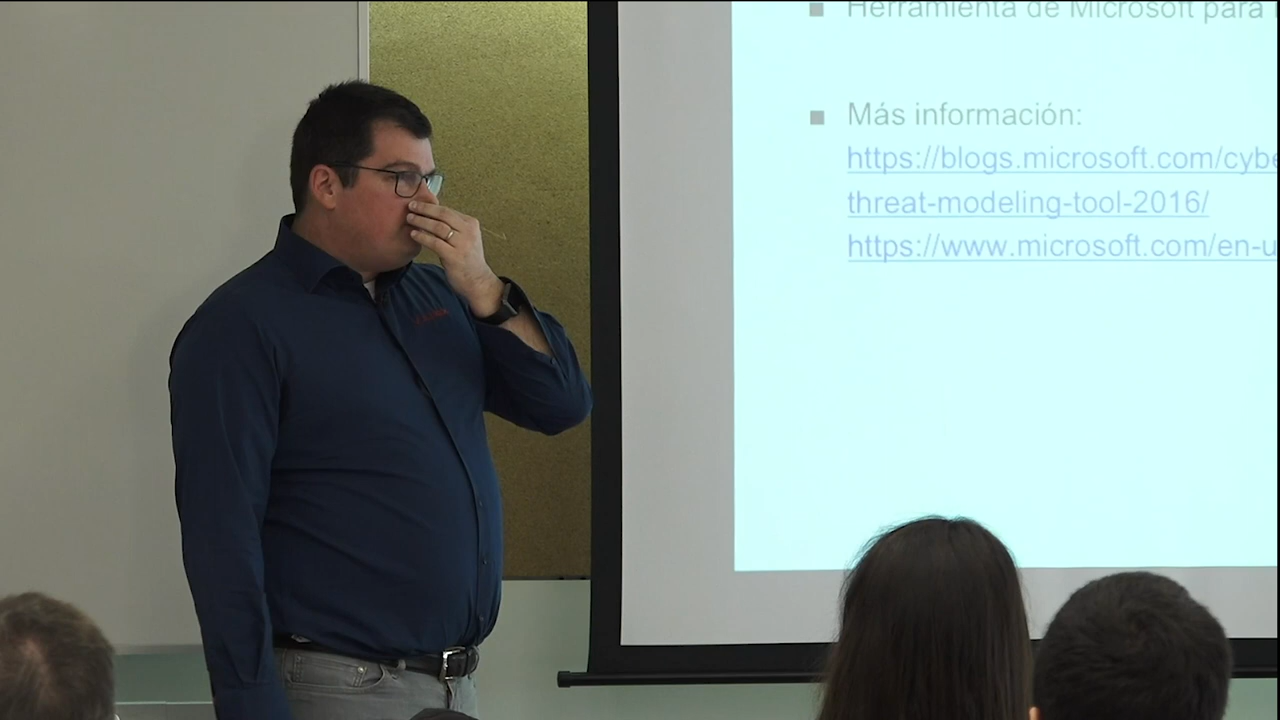 Herramienta de Microsoft para
Más información:
https://blogs.microsoft.com/cybe
threat-modeling-tool-2016/
https://www.microsoft.com/en-u